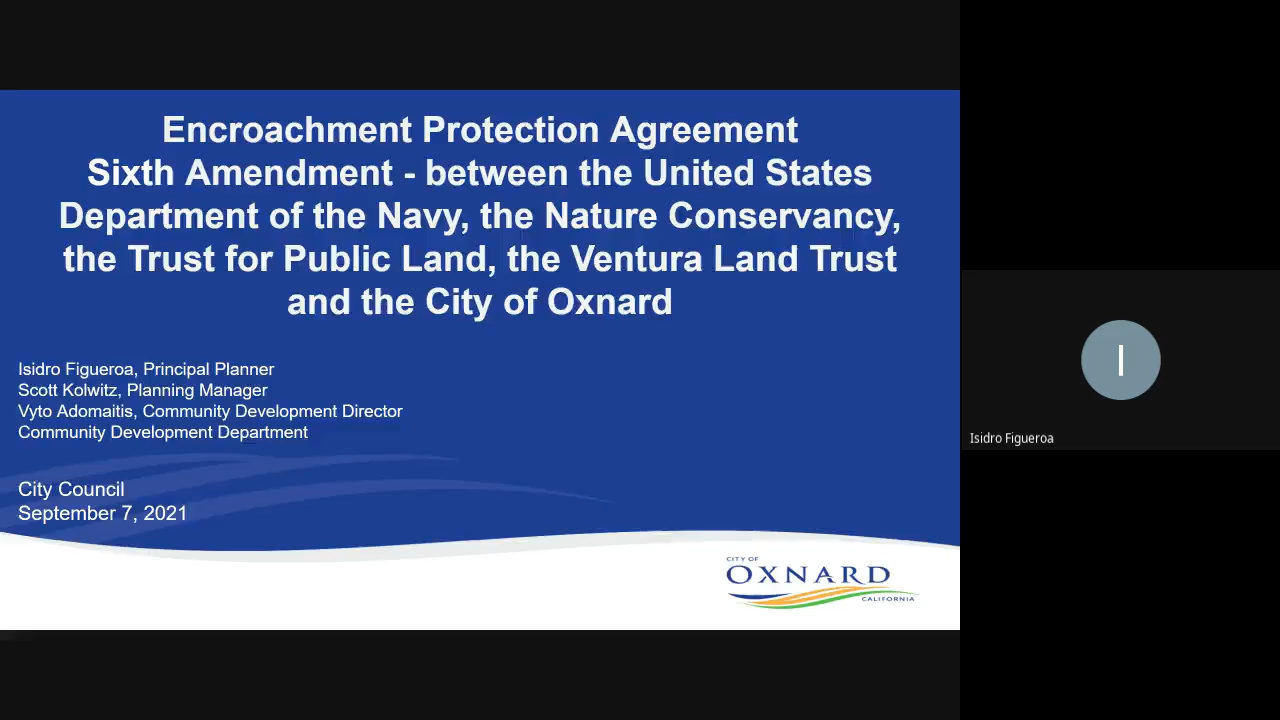 Encroachment Protection Agreement
Sixth Amendment - between the United States
Department of the Navy, the Nature Conservancy,
the Trust for Public Land, the Ventura Land Trust
and the City of Oxnard
Isidro Figueroa, Principal Planner
Scott Kolwitz, Planning Manager
Vyto Adomaitis, Community Development Director
Community Development Department
City Council
September 7, 2021
CITY OF
OXNARD
CALIFORNIA
I
Isidro Figueroa